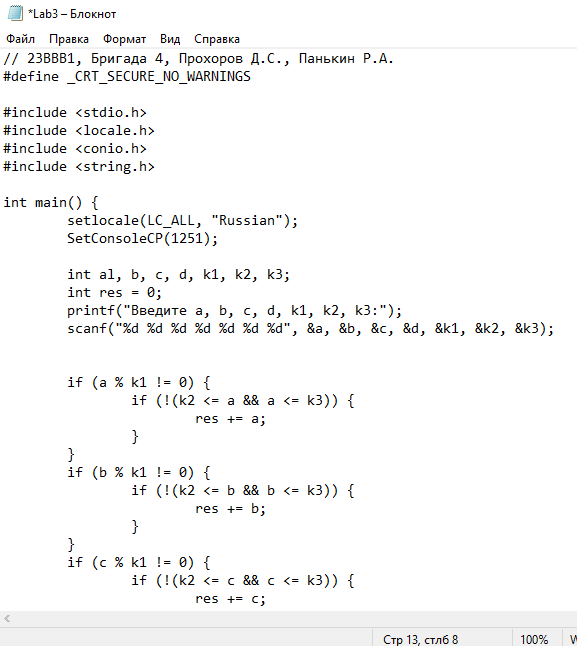 *Lab3 – Блокнот
Файл Правка Формат Вид Справка
// 23ВВВ1, Бригада 4, Прохоров Д.С., Панькин Р.А.
#define _CRT_SECURE_NO_WARNINGS
#include <stdio.h>
#include <locale.h>
#include <conio.h>
#include <string.h>
int main() {
setlocale(LC_ALL, "Russian");
SetConsoleCP(1251);
int al, b, c, d, k1, k2, k3;
int res = 0;
printf("Введите a, b, c, d, k1, k2, k3:");
scanf("%d %d %d %d %d %d %d", &a, &b, &c, &d, &k1, &k2, &k3);
if (a % k1 != 0) {
if (!(k2 <= a && a <= k3)) {
res += a;
}
}
if (b % k1 != 0) {
if (!(k2 <= b && b <= k3)) {
res += b;
}
}
if (c % k1 != 0) {
if (!(k2 <= c && c <= k3)) {
res += c;
Стр 13, стлб 8 100% W